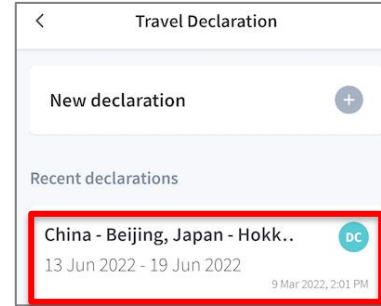 Travel Declaration
New declaration
Recent declarations
China - Beijing, Japan - Hokk..
DC
13 Jun 2022 - 19 Jun 2022
9 Mar 2022, 2:01 PM